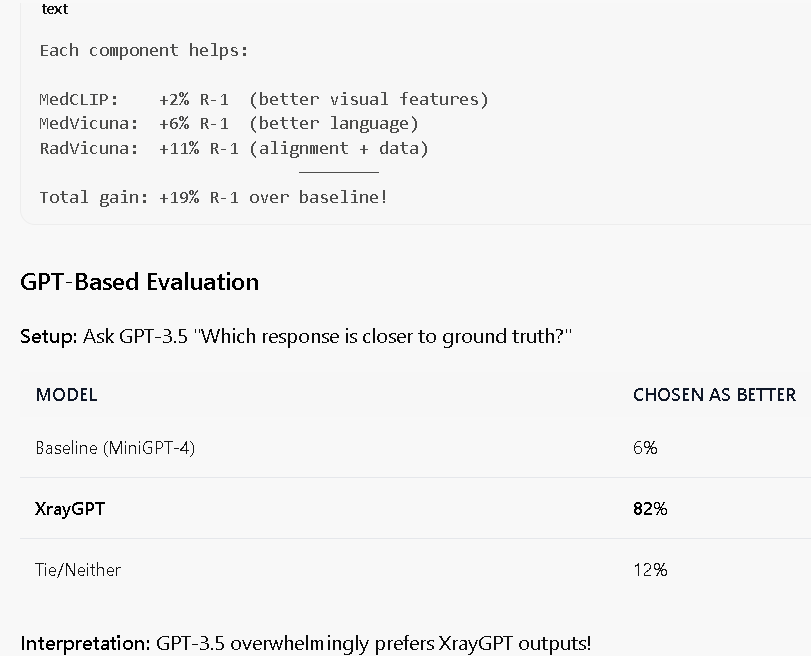 text
Each component helps:
MedCLIP: +2% R-1 (better visual features)
MedVicuna: +6% R-1 (better language)
RadVicuna: +11% R-1 (alignment + data)
Total gain: +19% R-1 over baseline!
GPT-Based Evaluation
Setup: Ask GPT-3.5 "Which response is closer to ground truth?"
MODEL CHOSEN AS BETTER
Baseline (MiniGPT-4) 6%
XrayGPT 82%
Tie/Neither 12%
Interpretation: GPT-3.5 overwhelmingly prefers XrayGPT outputs!